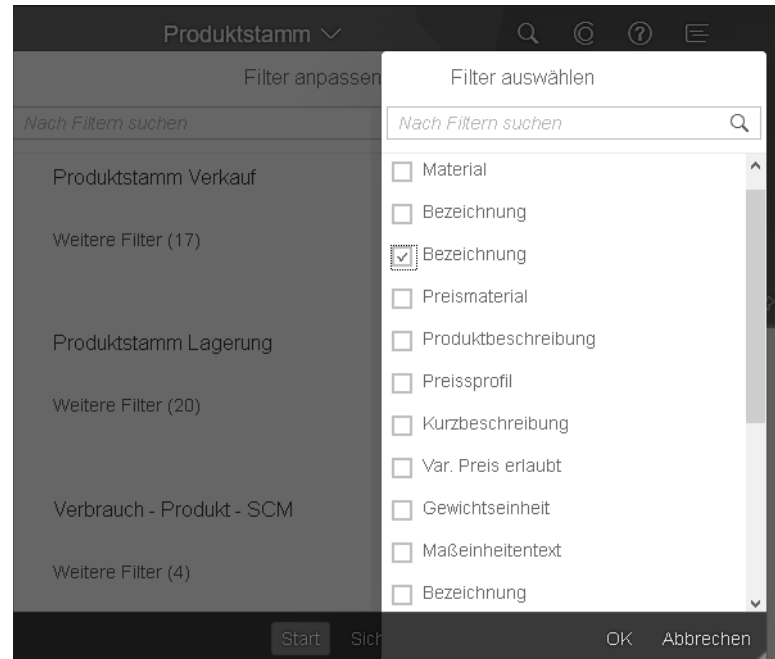 Produktstamm
Filter anpassen
Nach Filtern suchen
Produktstamm Verkauf
Weitere Filter (17)
Produktstamm Lagerung
Weitere Filter (20)
Verbrauch - Produkt - SCM
Weitere Filter (4)
Start Sich
Filter auswählen
Nach Filtern suchen
Material
Bezeichnung
Bezeichnung
Preismaterial
Produktbeschreibung
Preissprofil
Kurzbeschreibung
Var. Preis erlaubt
Gewichtseinheit
Maßeinheitentext
Bezeichnung
OK Abbrechen